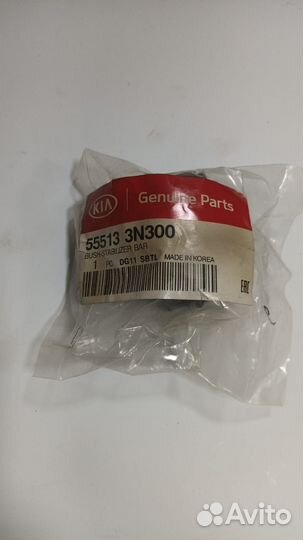 KIA
Genuine Parts
55513 3N300
BUSH-STABILIZER BAR
1 PC DG11 SBTL MADE IN KOREA
EAC
Avito